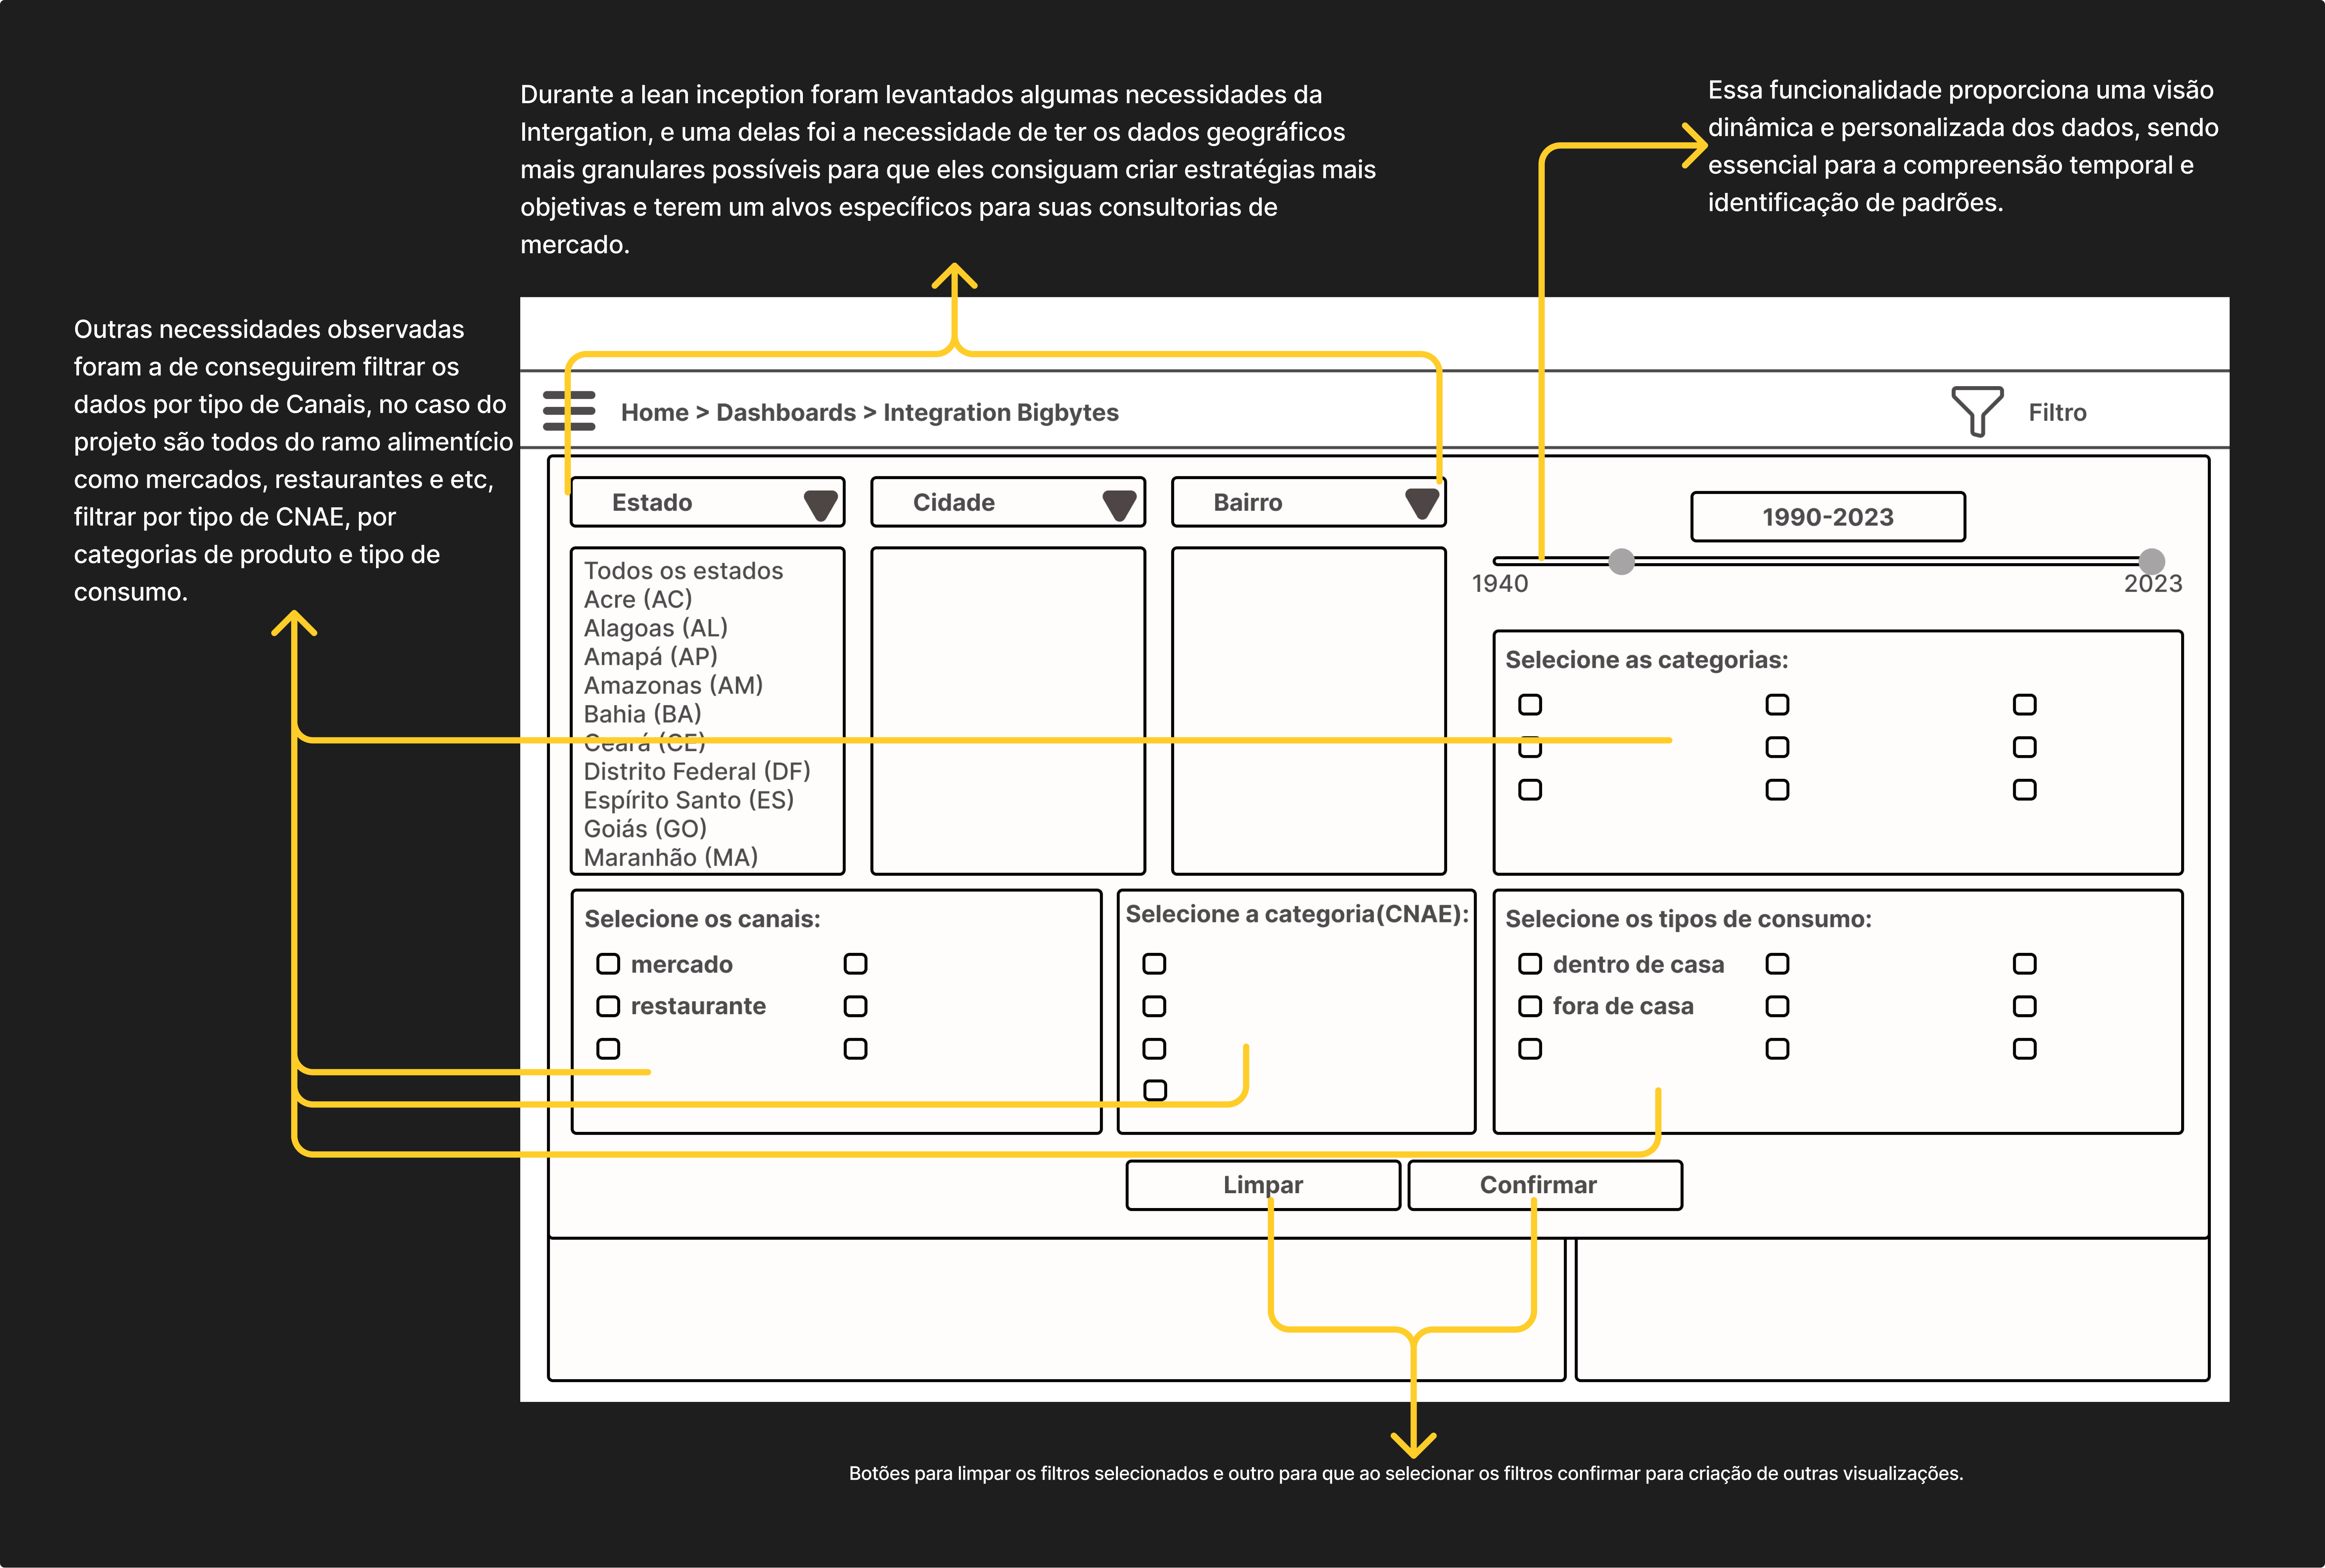 Durante a lean inception foram levantados algumas necessidades da
Intergation, e uma delas foi a necessidade de ter os dados geográficos
mais granulares possíveis para que eles consiguam criar estratégias mais
objetivas e terem um alvos específicos para suas consultorias de
mercado.
Essa funcionalidade proporciona uma visão
dinâmica e personalizada dos dados, sendo
essencial para a compreensão temporal e
identificação de padrões.
Outras necessidades observadas
foram a de conseguirem filtrar os
dados por tipo de Canais, no caso do
projeto são todos do ramo alimentício
como mercados, restaurantes e etc,
filtrar por tipo de CNAE, por
categorias de produto e tipo de
consumo.
Home > Dashboards > Integration Bigbytes
Filtro
Estado
Cidade
Bairro
1990-2023
1940
2023
Todos os estados
Acre (AC)
Alagoas (AL)
Amapá (AP)
Amazonas (AM)
Bahia (BA)
Ceará (CE)
Distrito Federal (DF)
Espírito Santo (ES)
Goiás (GO)
Maranhão (MA)
Selecione as categorias:
Selecione os canais:
mercado
restaurante
Selecione a categoria(CNAE):
Selecione os tipos de consumo:
dentro de casa
fora de casa
Limpar
Confirmar
Botões para limpar os filtros selecionados e outro para que ao selecionar os filtros confirmar para criação de outras visualizações.